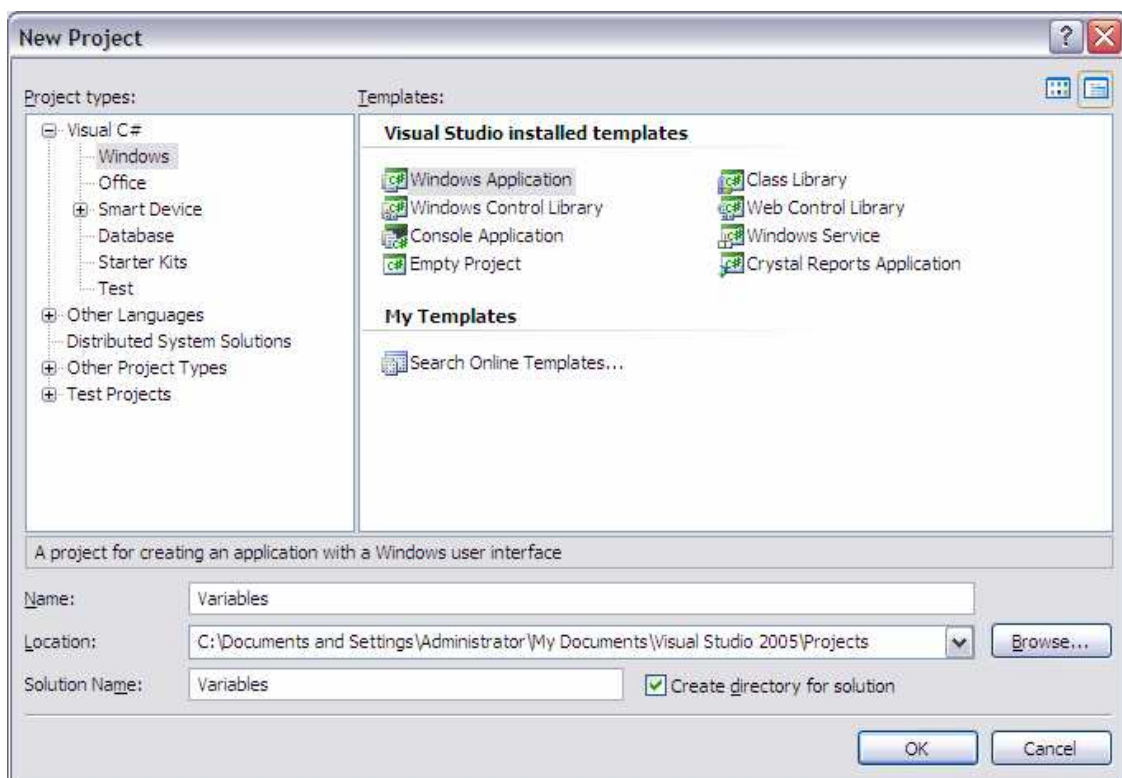 New Project
Project types:
Templates:
Visual C#
Windows
Office
Smart Device
Database
Starter Kits
Test
Other Languages
Distributed System Solutions
Other Project Types
Test Projects
Visual Studio installed templates
Windows Application
Class Library
Windows Control Library
Web Control Library
Console Application
Windows Service
Empty Project
Crystal Reports Application
My Templates
Search Online Templates...
A project for creating an application with a Windows user interface
Name:
Variables
Location:
C:\Documents and Settings\Administrator\My Documents\Visual Studio 2005\Projects
Browse...
Solution Name:
Variables
Create directory for solution
OK
Cancel